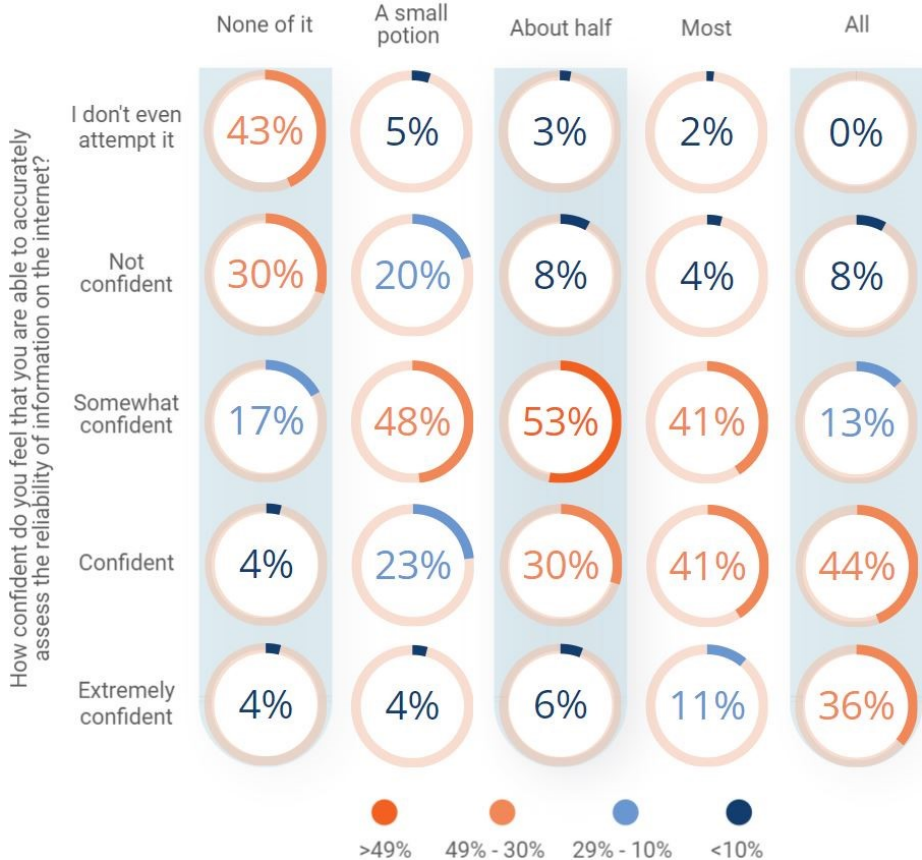 None of it
A small
potion
About half
Most
All
How confident do you feel that you are able to accurately
assess the reliability of information on the internet?
I don't even
attempt it
43%
5%
3%
2%
0%
Not
confident
30%
20%
8%
4%
8%
Somewhat
confident
17%
48%
53%
41%
13%
Confident
4%
23%
30%
41%
44%
Extremely
confident
4%
4%
6%
11%
36%
>49%
49% - 30%
29% - 10%
<10%